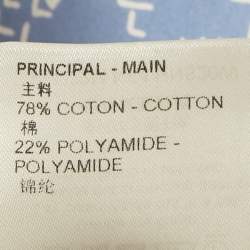 PRINCIPAL - MAIN
主料
78% COTON - COTTON
棉
22% POLYAMIDE -
POLYAMIDE
锦纶